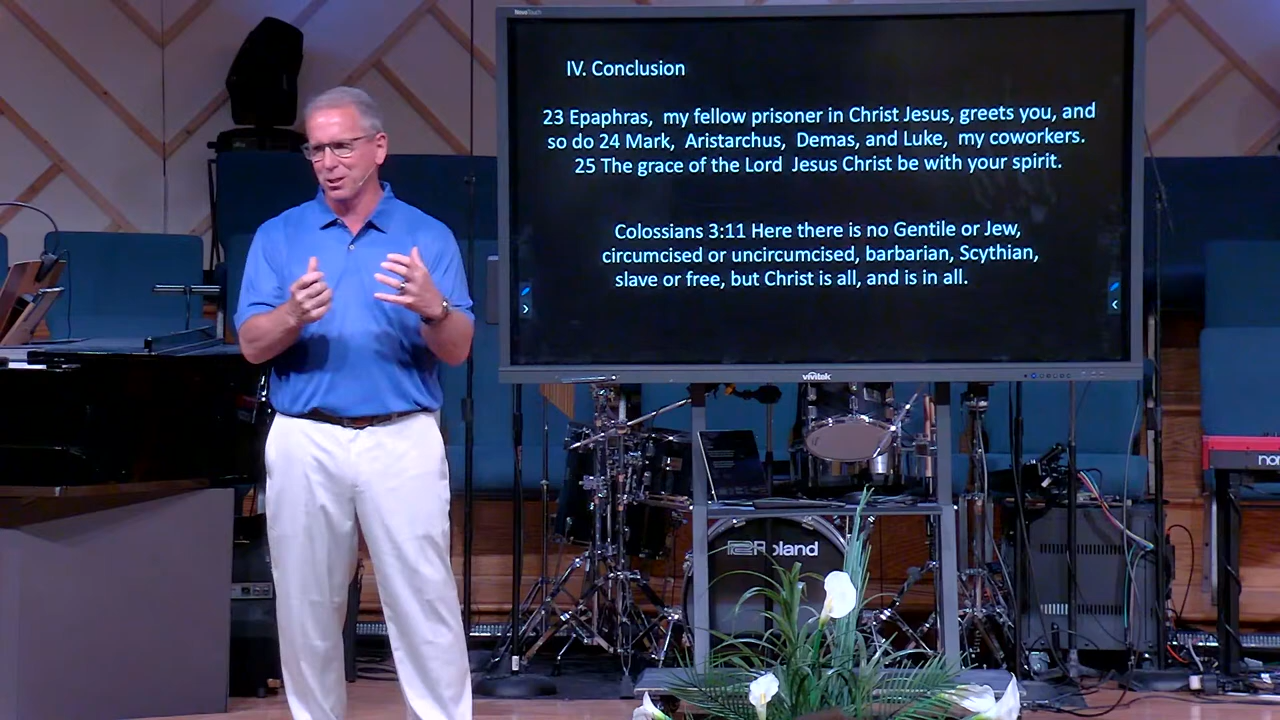 NovoTouch
IV. Conclusion
23 Epaphras, my fellow prisoner in Christ Jesus, greets you, and
so do 24 Mark, Aristarchus, Demas, and Luke, my coworkers.
25 The grace of the Lord Jesus Christ be with your spirit.
Colossians 3:11 Here there is no Gentile or Jew,
circumcised or uncircumcised, barbarian, Scythian,
slave or free, but Christ is all, and is in all.
vivitek
Roland
nor